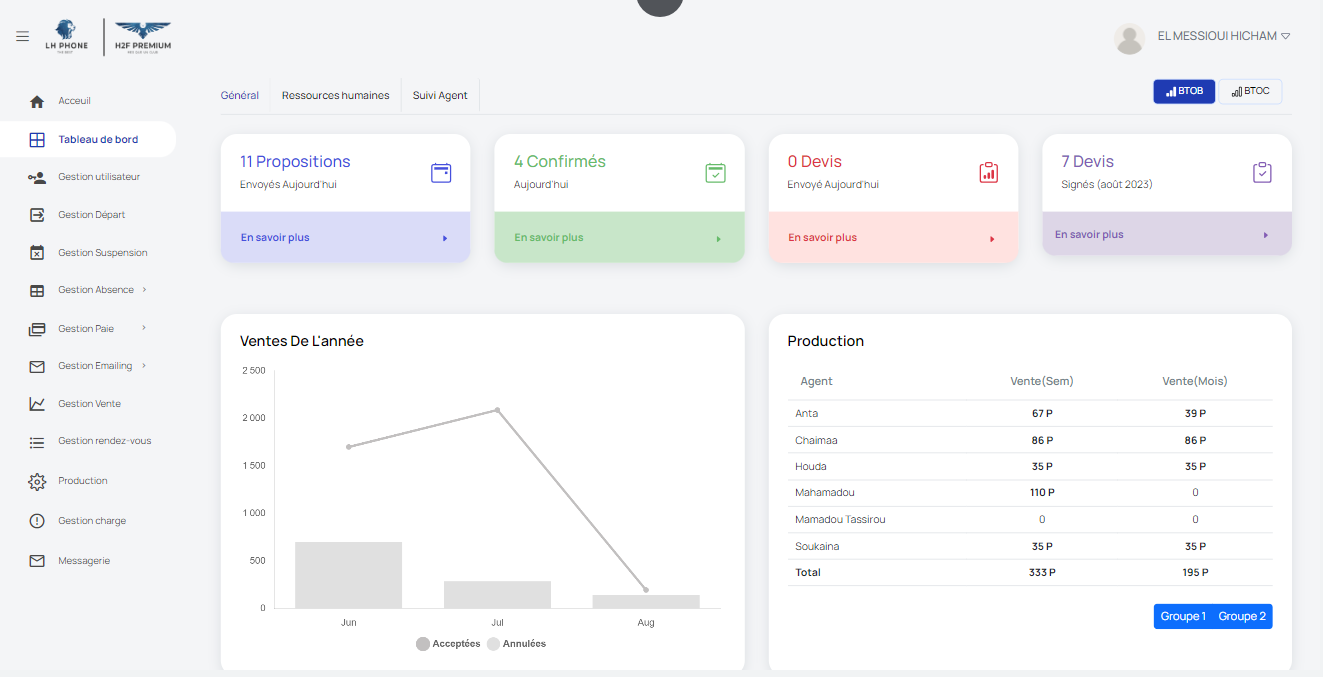 LH PHONE
H2F PREMIUM
EL MESSIOUI HICHAM
Acceuil
Tableau de bord
Gestion utilisateur
Gestion Départ
Gestion Suspension
Gestion Absence
Gestion Paie
Gestion Emailing
Gestion Vente
Gestion rendez-vous
Production
Gestion charge
Messagerie
Général Ressources humaines Suivi Agent
BTOB BTOC
11 Propositions
Envoyés Aujourd'hui
En savoir plus
4 Confirmés
Aujourd'hui
En savoir plus
0 Devis
Envoyé Aujourd'hui
En savoir plus
7 Devis
Signés (août 2023)
En savoir plus
Ventes De L'année
2 500
2 000
1 500
1 000
500
0
Jun Jul Aug
Acceptées Annulées
Production
Agent Vente(Sem) Vente(Mois)
Anta 67 P 39 P
Chaimaa 86 P 86 P
Houda 35 P 35 P
Mahamadou 110 P 0
Mamadou Tassirou 0 0
Soukaina 35 P 35 P
Total 333 P 195 P
Groupe 1 Groupe 2